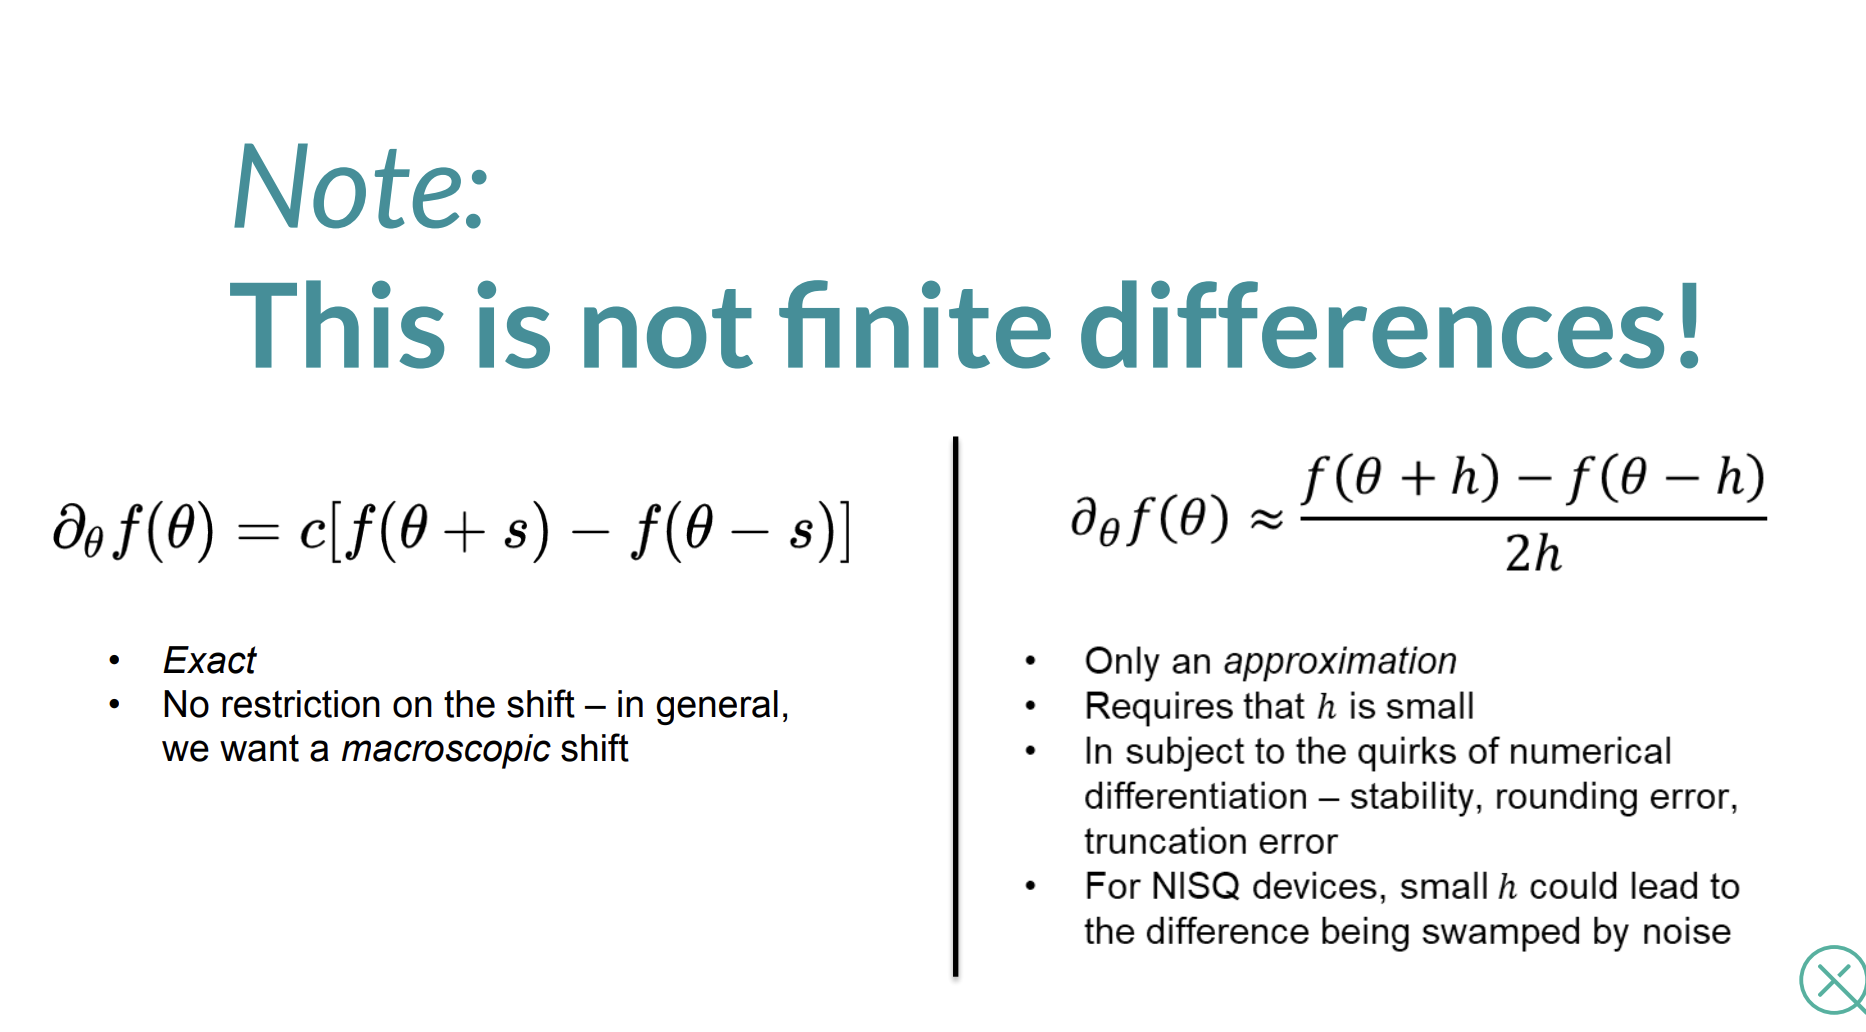 Note:
This is not finite differences!
∂θ f(θ) = c[f(θ + s) − f(θ − s)]
• Exact
• No restriction on the shift – in general,
we want a macroscopic shift
∂θ f(θ) ≈ f(θ + h) − f(θ − h)
2h
• Only an approximation
• Requires that h is small
• In subject to the quirks of numerical
differentiation – stability, rounding error,
truncation error
• For NISQ devices, small h could lead to
the difference being swamped by noise